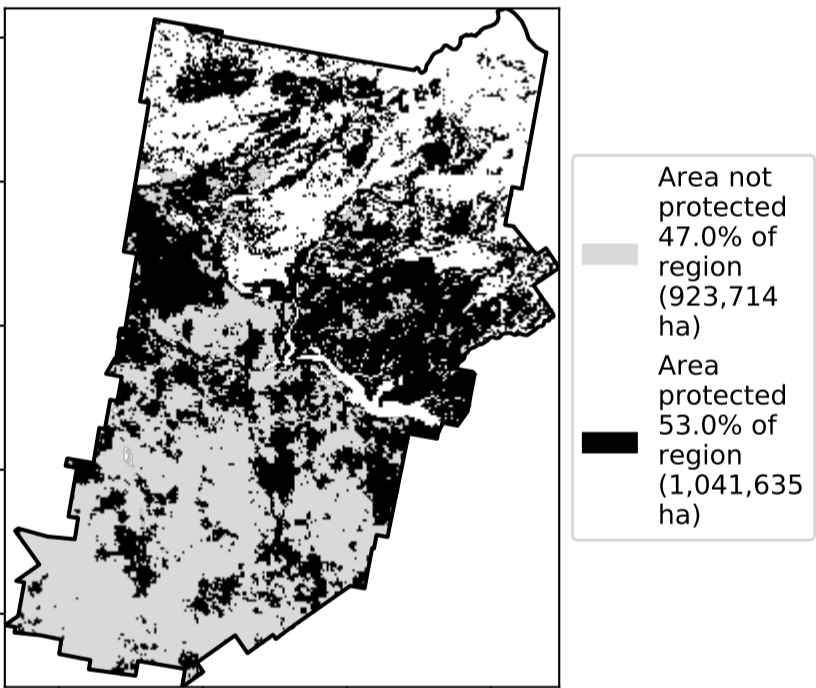 Area not
protected
47.0% of
region
(923,714
ha)
Area
protected
53.0% of
region
(1,041,635
ha)